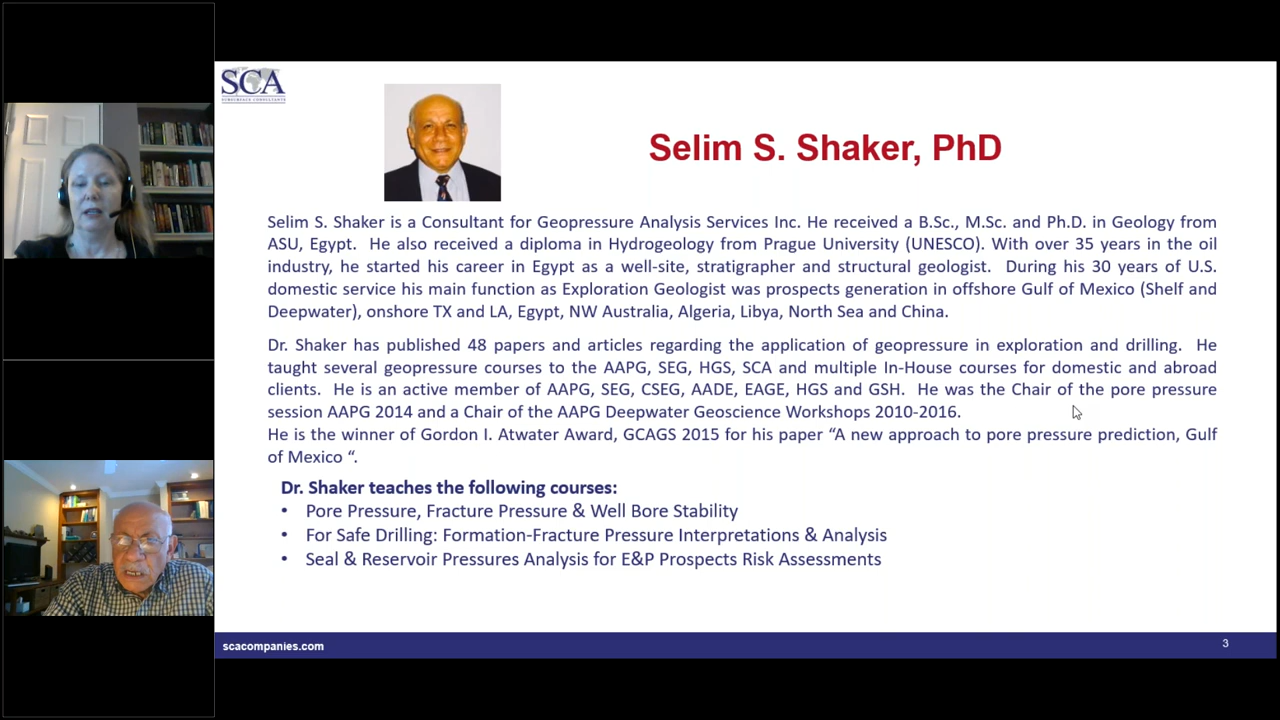 SCA
SUBSURFACE CONSULTANTS
Selim S. Shaker, PhD
Selim S. Shaker is a Consultant for Geopressure Analysis Services Inc. He received a B.Sc., M.Sc. and Ph.D. in Geology from
ASU, Egypt. He also received a diploma in Hydrogeology from Prague University (UNESCO). With over 35 years in the oil
industry, he started his career in Egypt as a well-site, stratigrapher and structural geologist. During his 30 years of U.S.
domestic service his main function as Exploration Geologist was prospects generation in offshore Gulf of Mexico (Shelf and
Deepwater), onshore TX and LA, Egypt, NW Australia, Algeria, Libya, North Sea and China.
Dr. Shaker has published 48 papers and articles regarding the application of geopressure in exploration and drilling. He
taught several geopressure courses to the AAPG, SEG, HGS, SCA and multiple In-House courses for domestic and abroad
clients. He is an active member of AAPG, SEG, CSEG, AADE, EAGE, HGS and GSH. He was the Chair of the pore pressure
session AAPG 2014 and a Chair of the AAPG Deepwater Geoscience Workshops 2010-2016.
He is the winner of Gordon I. Atwater Award, GCAGS 2015 for his paper “A new approach to pore pressure prediction, Gulf
of Mexico “.
Dr. Shaker teaches the following courses:
• Pore Pressure, Fracture Pressure & Well Bore Stability
• For Safe Drilling: Formation-Fracture Pressure Interpretations & Analysis
• Seal & Reservoir Pressures Analysis for E&P Prospects Risk Assessments
scacompanies.com
3